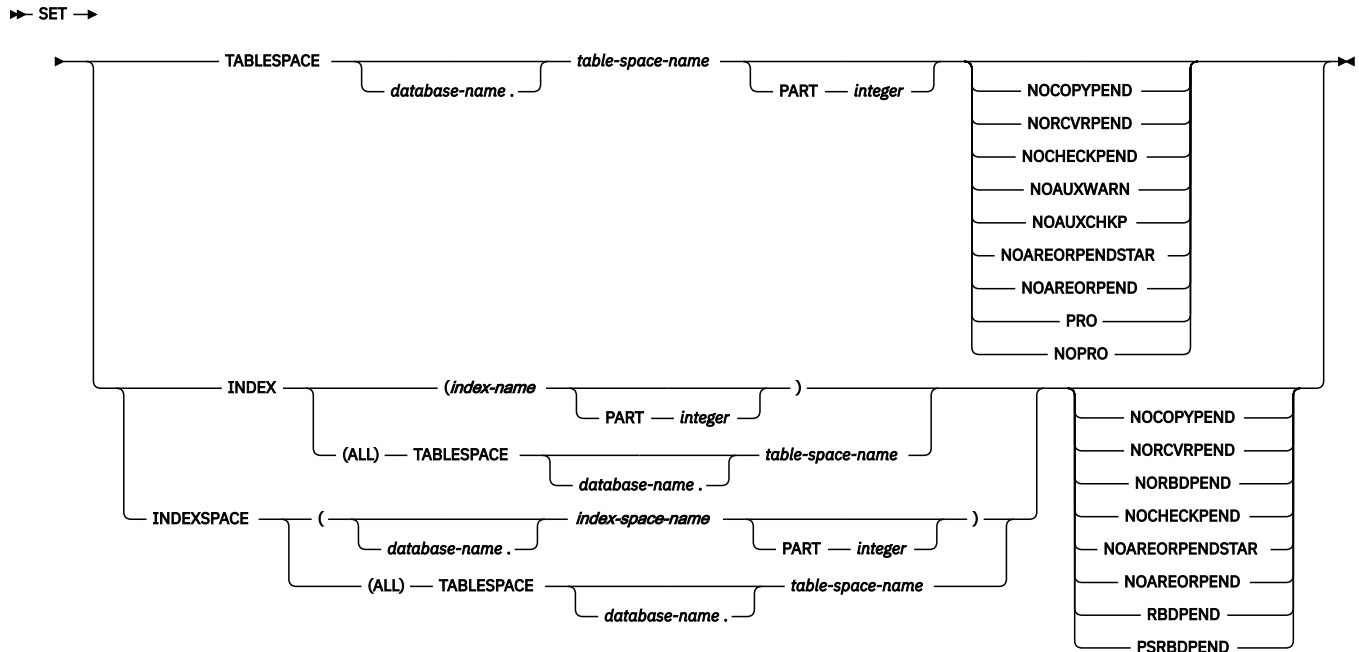 SET
TABLESPACE table-space-name
database-name . PART integer NOCOPYPEND
NORCVRPEND
NOCHECKPEND
NOAUXWARN
NOAUXCHKP
NOAREORPENDSTAR
NOAREORPEND
PRO
NOPRO
INDEX (index-name )
PART integer NOCOPYPEND
(ALL) TABLESPACE table-space-name NORCVRPEND
database-name . NORBDPEND
INDEXSPACE ( index-space-name ) NOCHECKPEND
database-name . PART integer NOAREORPENDSTAR
(ALL) TABLESPACE table-space-name NOAREORPEND
database-name . RBDPEND
PSRBDPEND